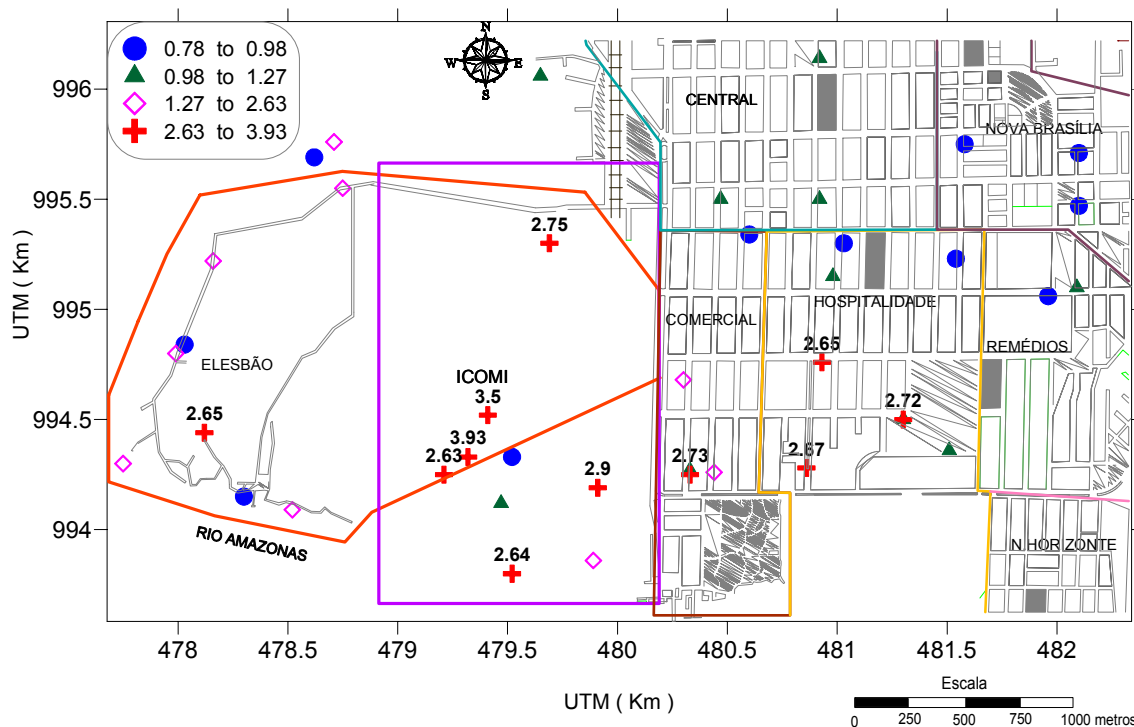 0.78 to 0.98
0.98 to 1.27
1.27 to 2.63
2.63 to 3.93
N
W E
S
CENTRAL
NOVA BRASÍLIA
996
995.5
995
994.5
994
UTM ( Km )
2.75
HOSPITALIDADE
COMERCIAL
2.65
REMÉDIOS
ELESBÃO
ICOMI
3.5
2.65
2.72
3.93
2.63
2.73
2.67
2.9
2.64
RIO AMAZONAS
N.HORIZONTE
478
478.5
479
479.5
480
480.5
481
481.5
482
UTM ( Km )
Escala
0 250 500 750 1000 metros